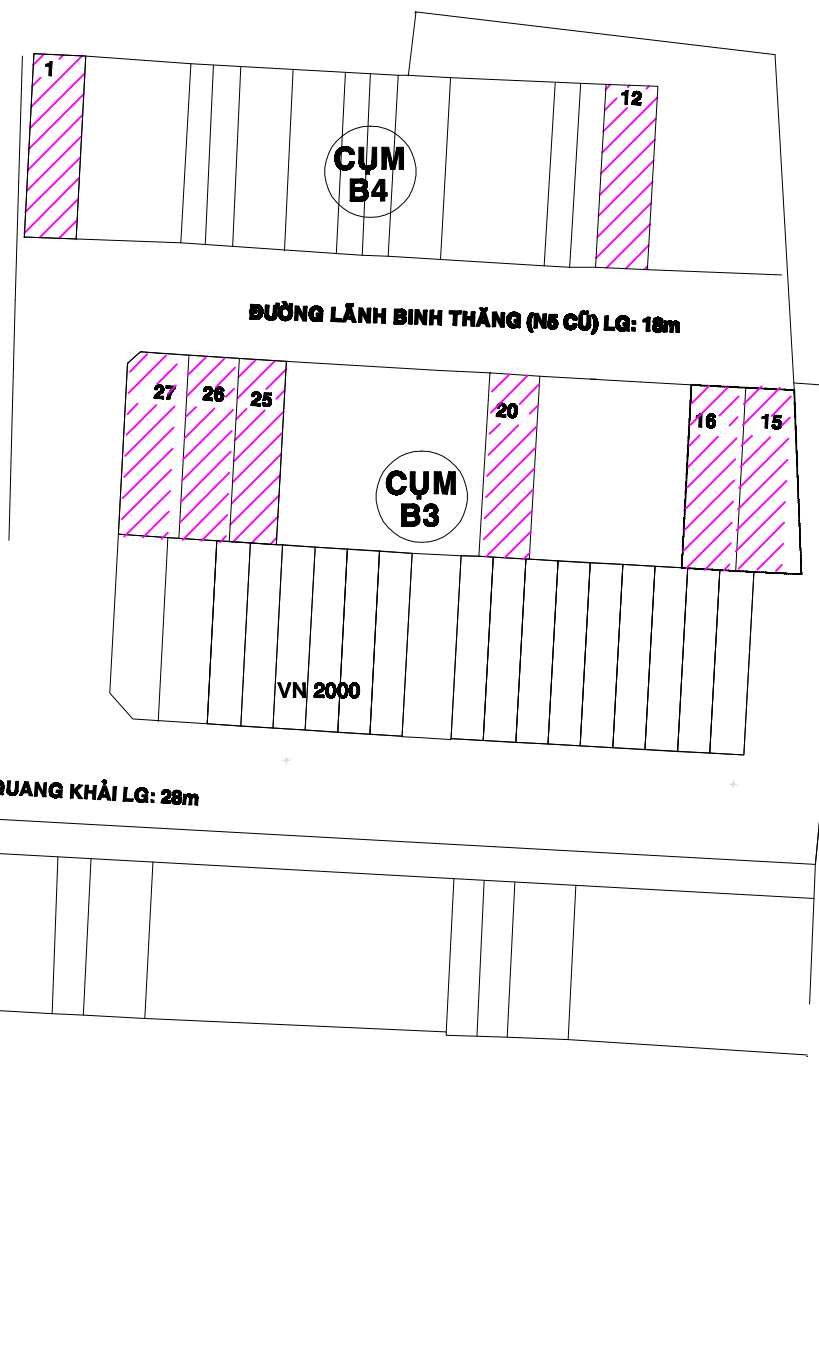 1
12
CỤM
B4
ĐƯỜNG LÃNH BINH THĂNG (N5 CŨ) LG: 18m
27
26
25
20
16
15
CỤM
B3
VN 2000
QUANG KHẢI LG: 28m